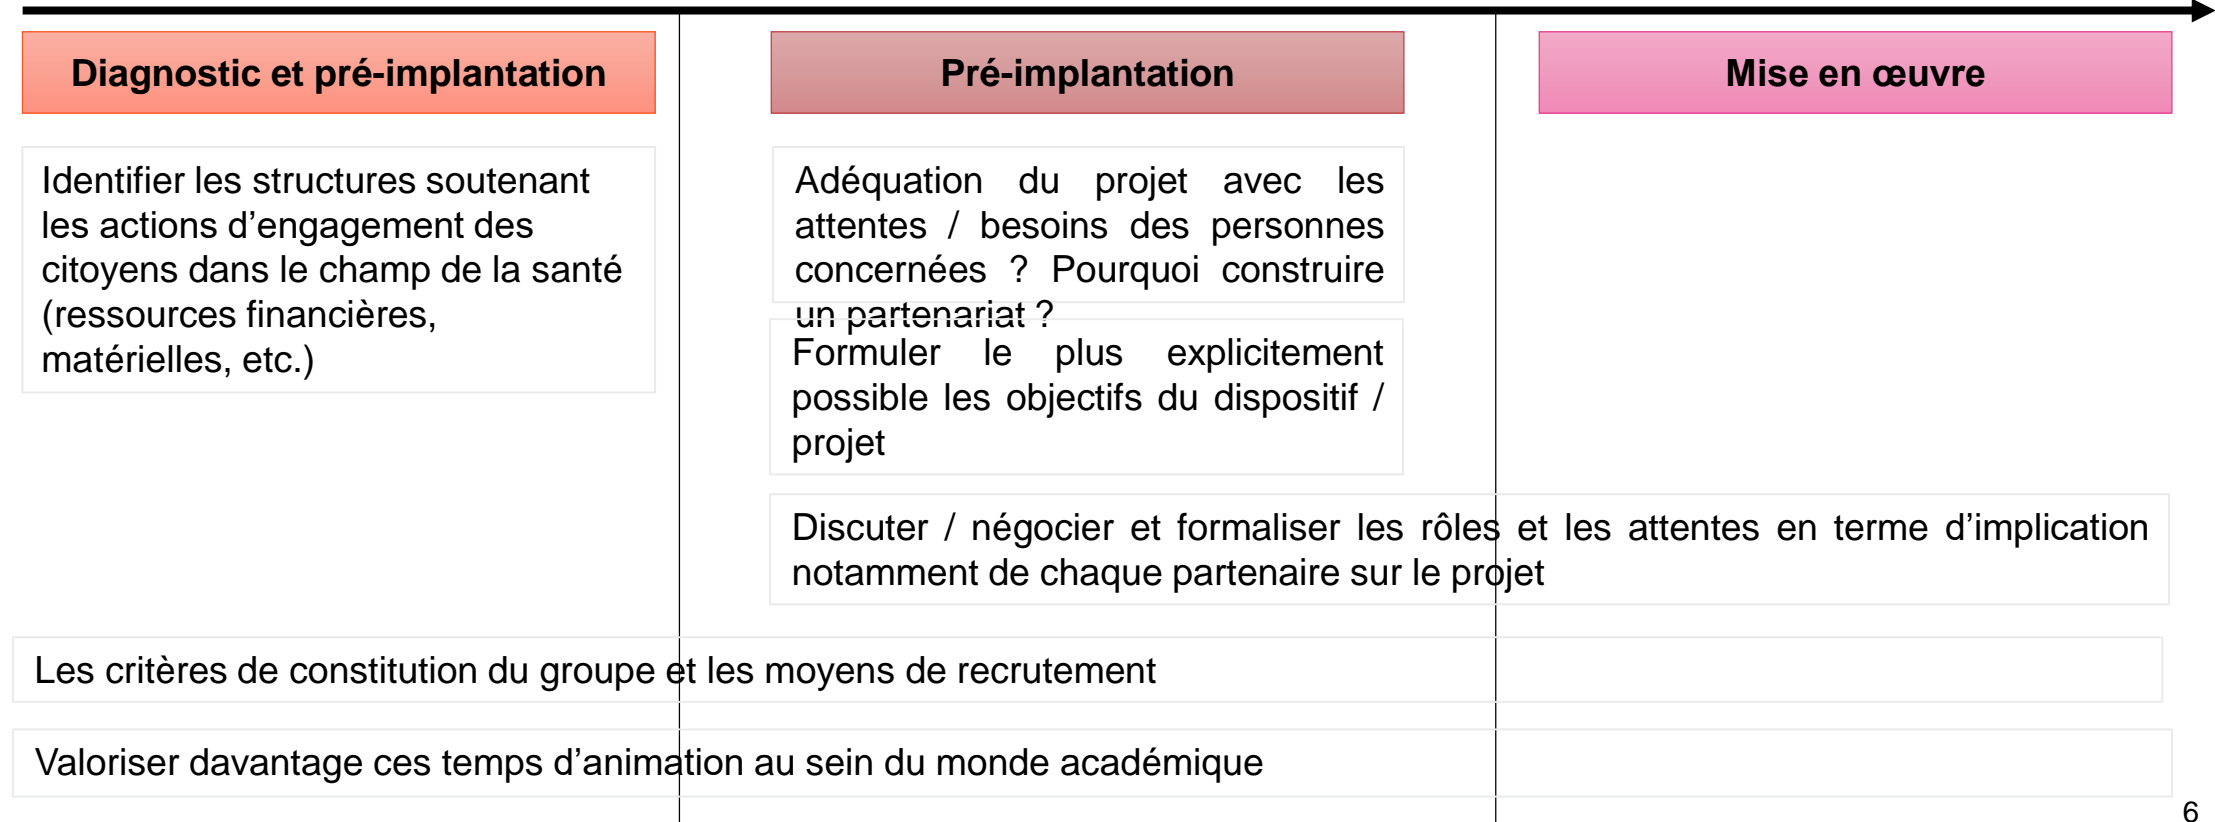 Diagnostic et pré-implantation
Pré-implantation
Mise en œuvre
Identifier les structures soutenant
les actions d’engagement des
citoyens dans le champ de la santé
(ressources financières,
matérielles, etc.)
Adéquation du projet avec les
attentes / besoins des personnes
concernées ? Pourquoi construire
un partenariat ?
Formuler le plus explicitement
possible les objectifs du dispositif /
projet
Discuter / négocier et formaliser les rôles et les attentes en terme d’implication
notamment de chaque partenaire sur le projet
Les critères de constitution du groupe et les moyens de recrutement
Valoriser davantage ces temps d’animation au sein du monde académique
6